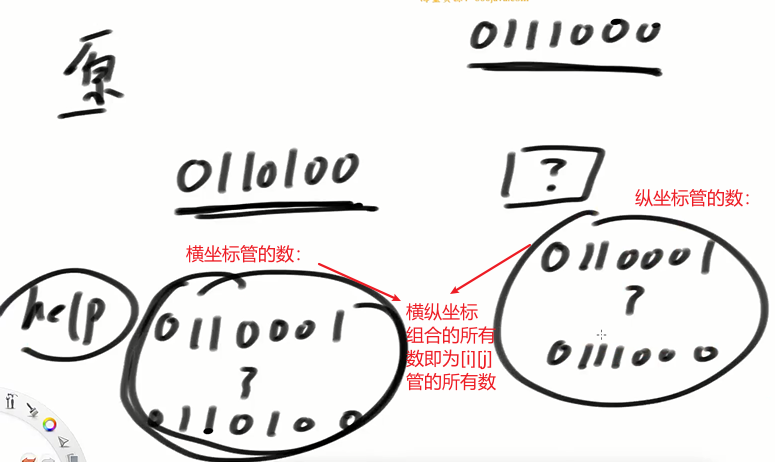 0111000
原
0110100
1?
纵坐标管的数：
横坐标管的数：
help
0110001
?
0110100
横纵坐标
组合的所有
数即为[i][j]
管的所有数
0110001
?
0111000